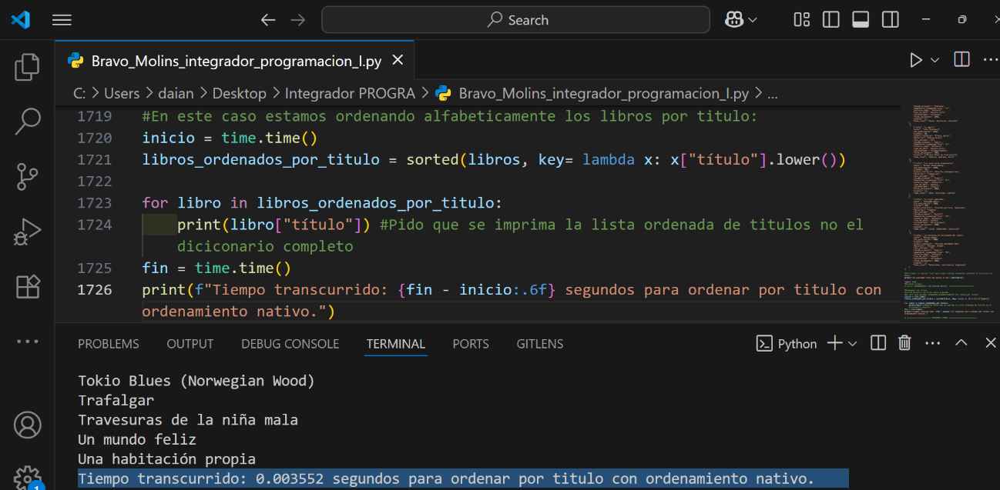 Search
Bravo_Molins_integrador_programacion_I.py
C: > Users > daian > Desktop > Integrador PROGRA > Bravo_Molins_integrador_programacion_I.py > ...
1719 #En este caso estamos ordenando alfabeticamente los libros por titulo:
1720 inicio = time.time()
1721 libros_ordenados_por_titulo = sorted(libros, key= lambda x: x["título"].lower())
1722
1723 for libro in libros_ordenados_por_titulo:
1724 print(libro["título"]) #Pido que se imprima la lista ordenada de titulos no el
diciconario completo
1725 fin = time.time()
1726 print(f"Tiempo transcurrido: {fin - inicio:.6f} segundos para ordenar por titulo con
ordenamiento nativo.")
PROBLEMS OUTPUT DEBUG CONSOLE TERMINAL PORTS GITLENS Python
Tokio Blues (Norwegian Wood)
Trafalgar
Travesuras de la niña mala
Un mundo feliz
Una habitación propia
Tiempo transcurrido: 0.003552 segundos para ordenar por titulo con ordenamiento nativo.
1